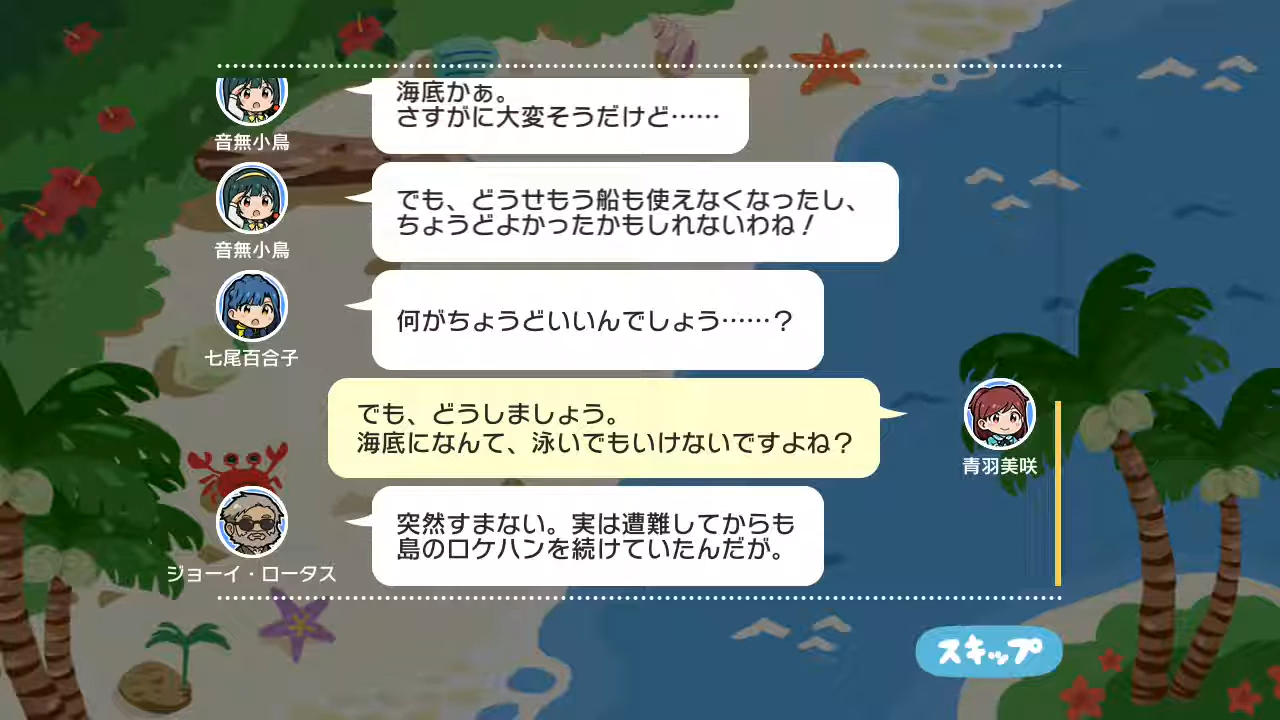 海底かぁ。
さすがに大変そうだけど……
音無小鳥
でも、どうせもう船も使えなくなったし、
ちょうどよかったかもしれないわね！
音無小鳥
何がちょうどいいんでしょう……？
七尾百合子
でも、どうしましょう。
海底になんて、泳いでもいけないですよね？
青羽美咲
突然すまない。実は遭難してからも
島のロケハンを続けていたんだが。
ジョーイ・ロータス
スキップ